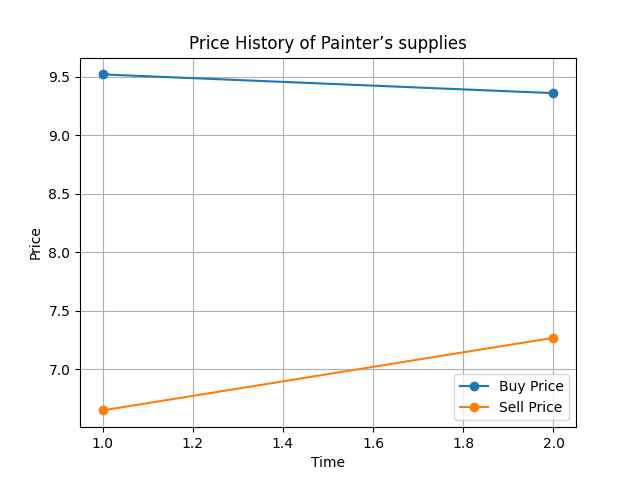 Price History of Painter’s supplies
Price
9.5
9.0
8.5
8.0
7.5
7.0
1.0 1.2 1.4 1.6 1.8 2.0
Time
Buy Price
Sell Price